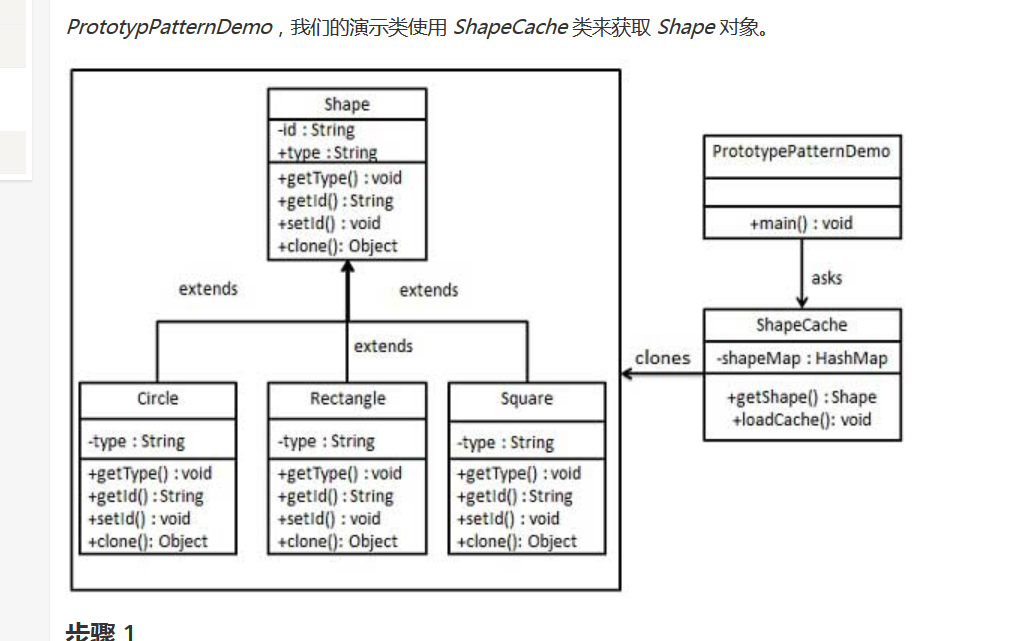 PrototypPatternDemo，我们的演示类使用 ShapeCache 类来获取 Shape 对象。
Shape
-id : String
+type : String
+getType() : void
+getId() : String
+setId() : void
+clone(): Object
extends
extends
extends
Circle
-type : String
+getType() : void
+getId() : String
+setId() : void
+clone(): Object
Rectangle
-type : String
+getType() : void
+getId() : String
+setId() : void
+clone(): Object
Square
-type : String
+getType() : void
+getId() : String
+setId() : void
+clone(): Object
PrototypePatternDemo
+main() : void
asks
ShapeCache
-shapeMap : HashMap
+getShape() : Shape
+loadCache(): void
clones
步骤 1